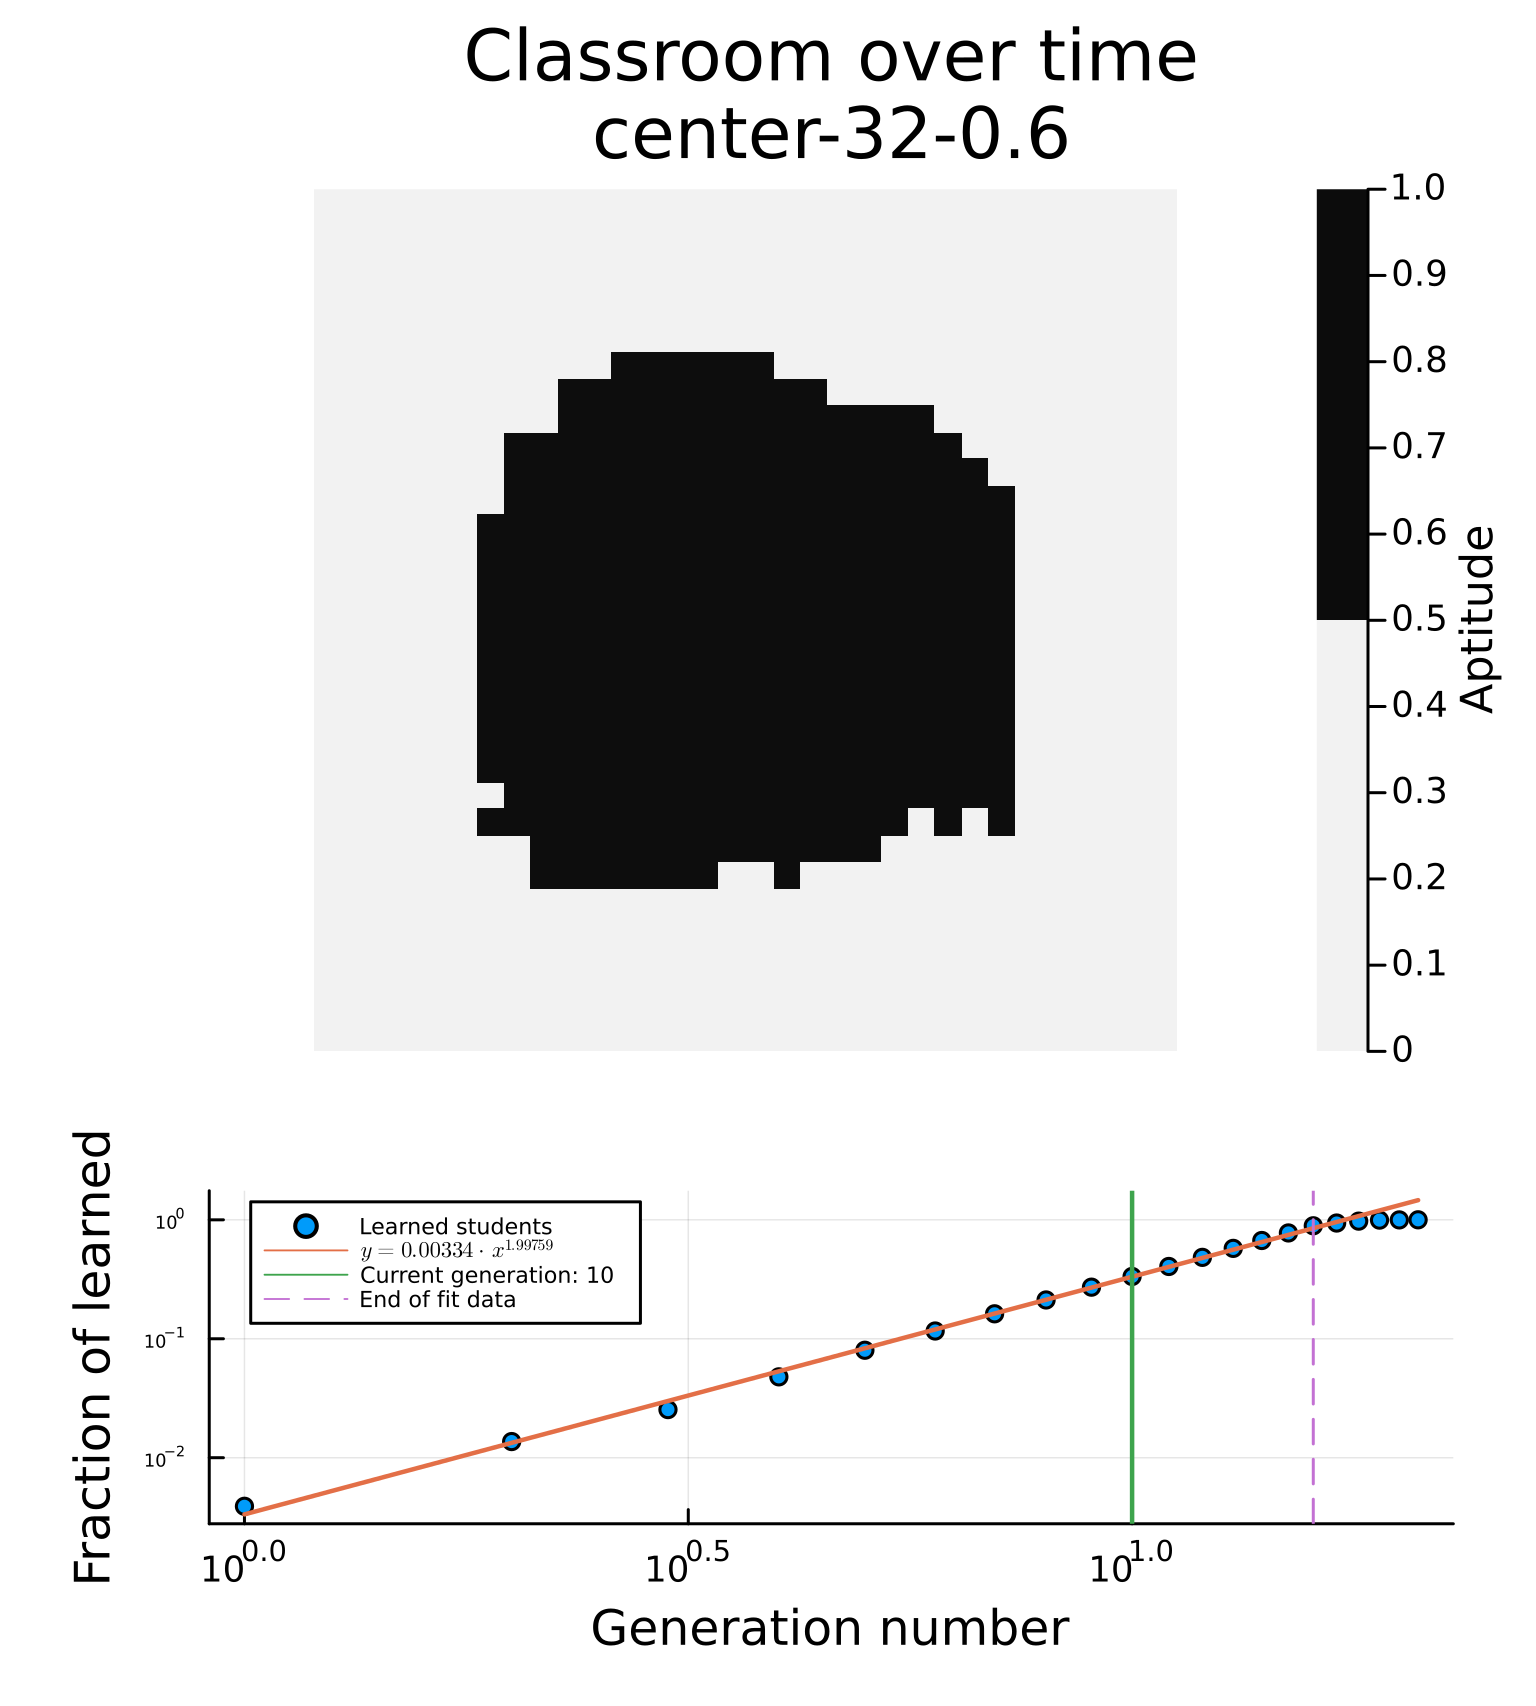 Classroom over time
center-32-0.6
1.0
0.9
0.8
0.7
0.6
0.5
0.4
0.3
0.2
0.1
0
Aptitude
Fraction of learned
10^0
10^−1
10^−2
Learned students
y = 0.00334 · x^1.99759
Current generation: 10
End of fit data
10^0.0
10^0.5
10^1.0
Generation number